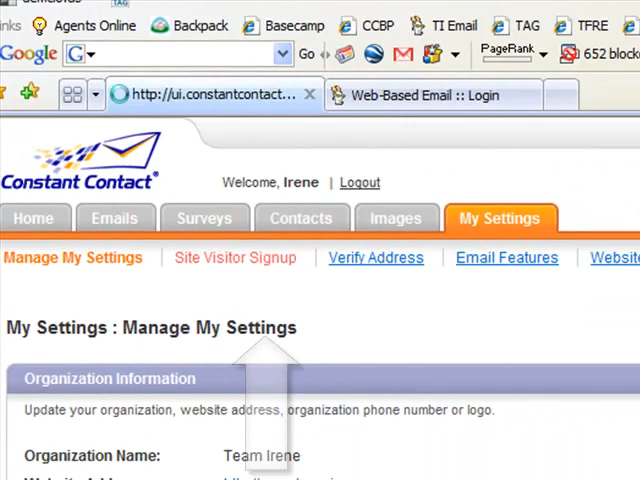 TAG
Agents Online Backpack Basecamp CCBP TI Email TAG TFRE
Google G Go PageRank 652 block
http://ui.constantcontact... Web-Based Email :: Login
Constant Contact®
Welcome, Irene | Logout
Home Emails Surveys Contacts Images My Settings
Manage My Settings | Site Visitor Signup | Verify Address | Email Features | Website
My Settings : Manage My Settings
Organization Information
Update your organization, website address, organization phone number or logo.
Organization Name: Team Irene